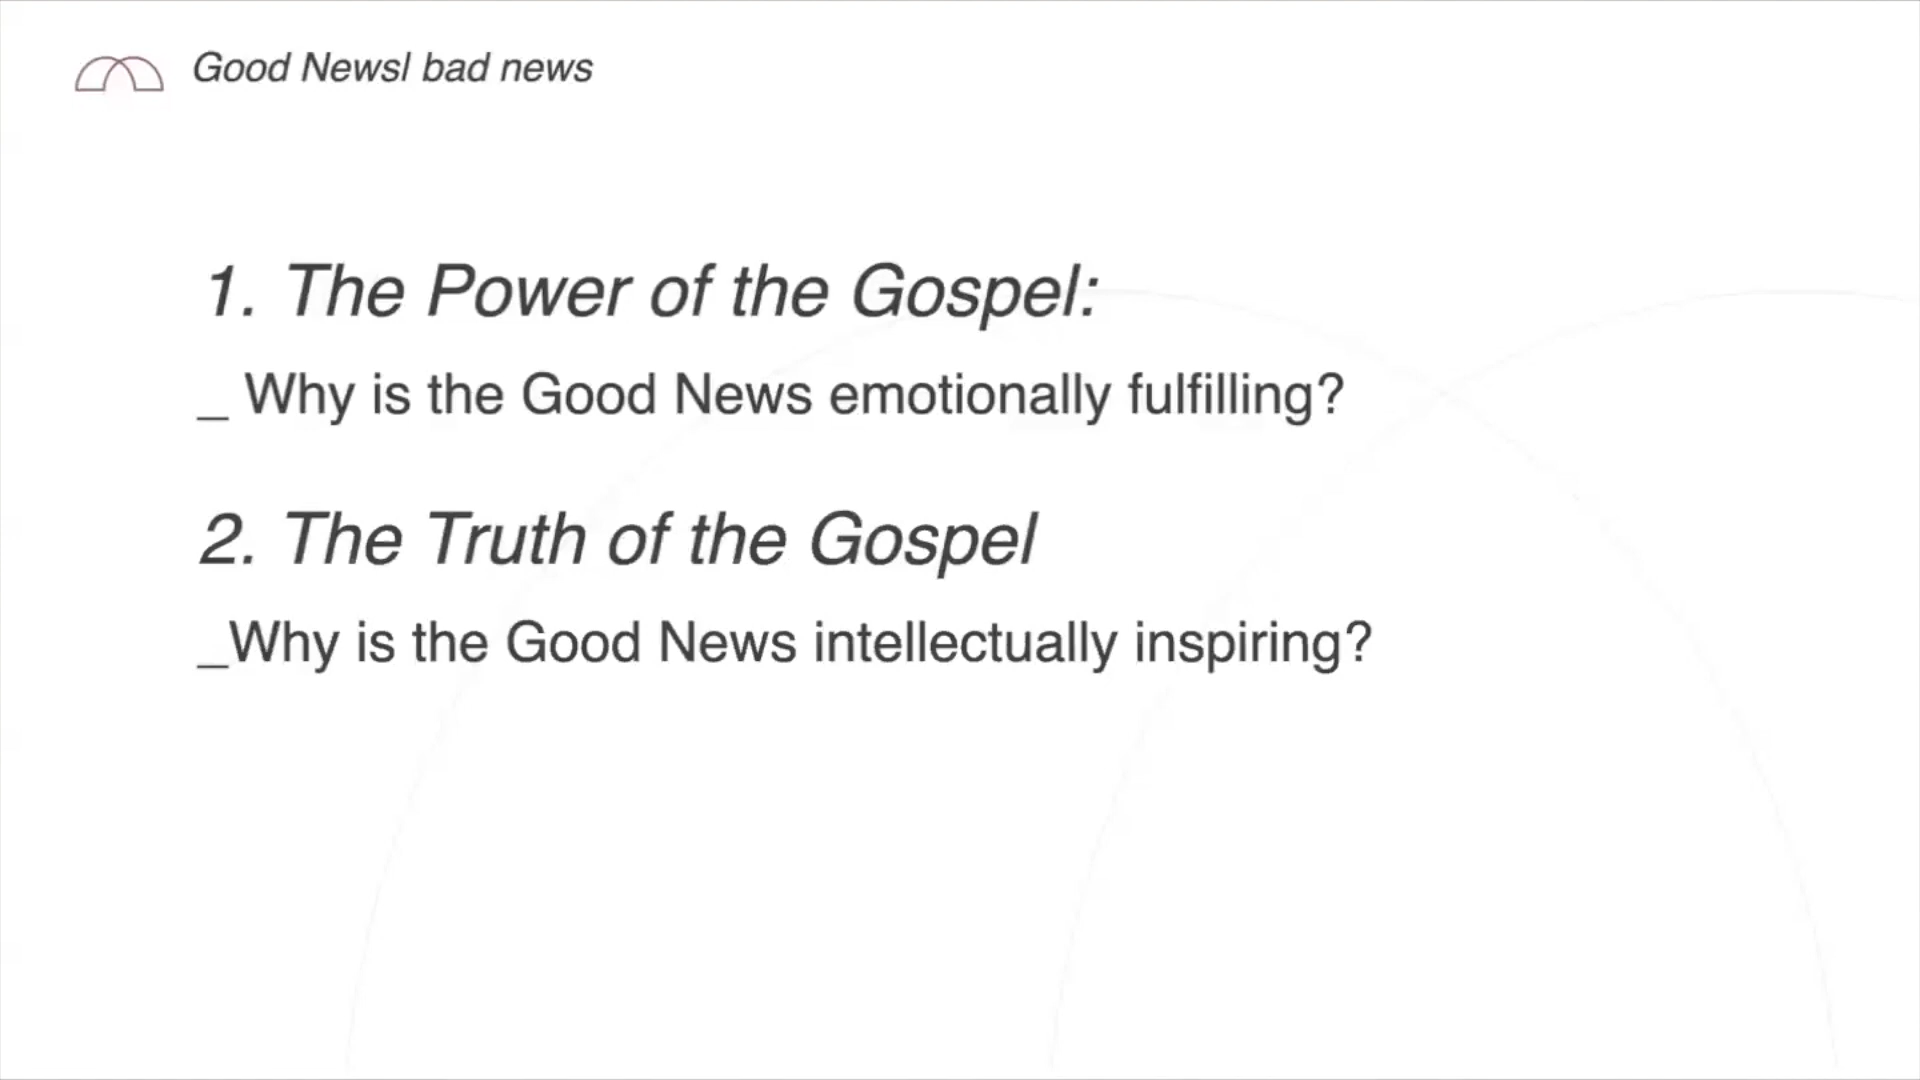 Good Newsl bad news
1. The Power of the Gospel:
_ Why is the Good News emotionally fulfilling?
2. The Truth of the Gospel
_Why is the Good News intellectually inspiring?